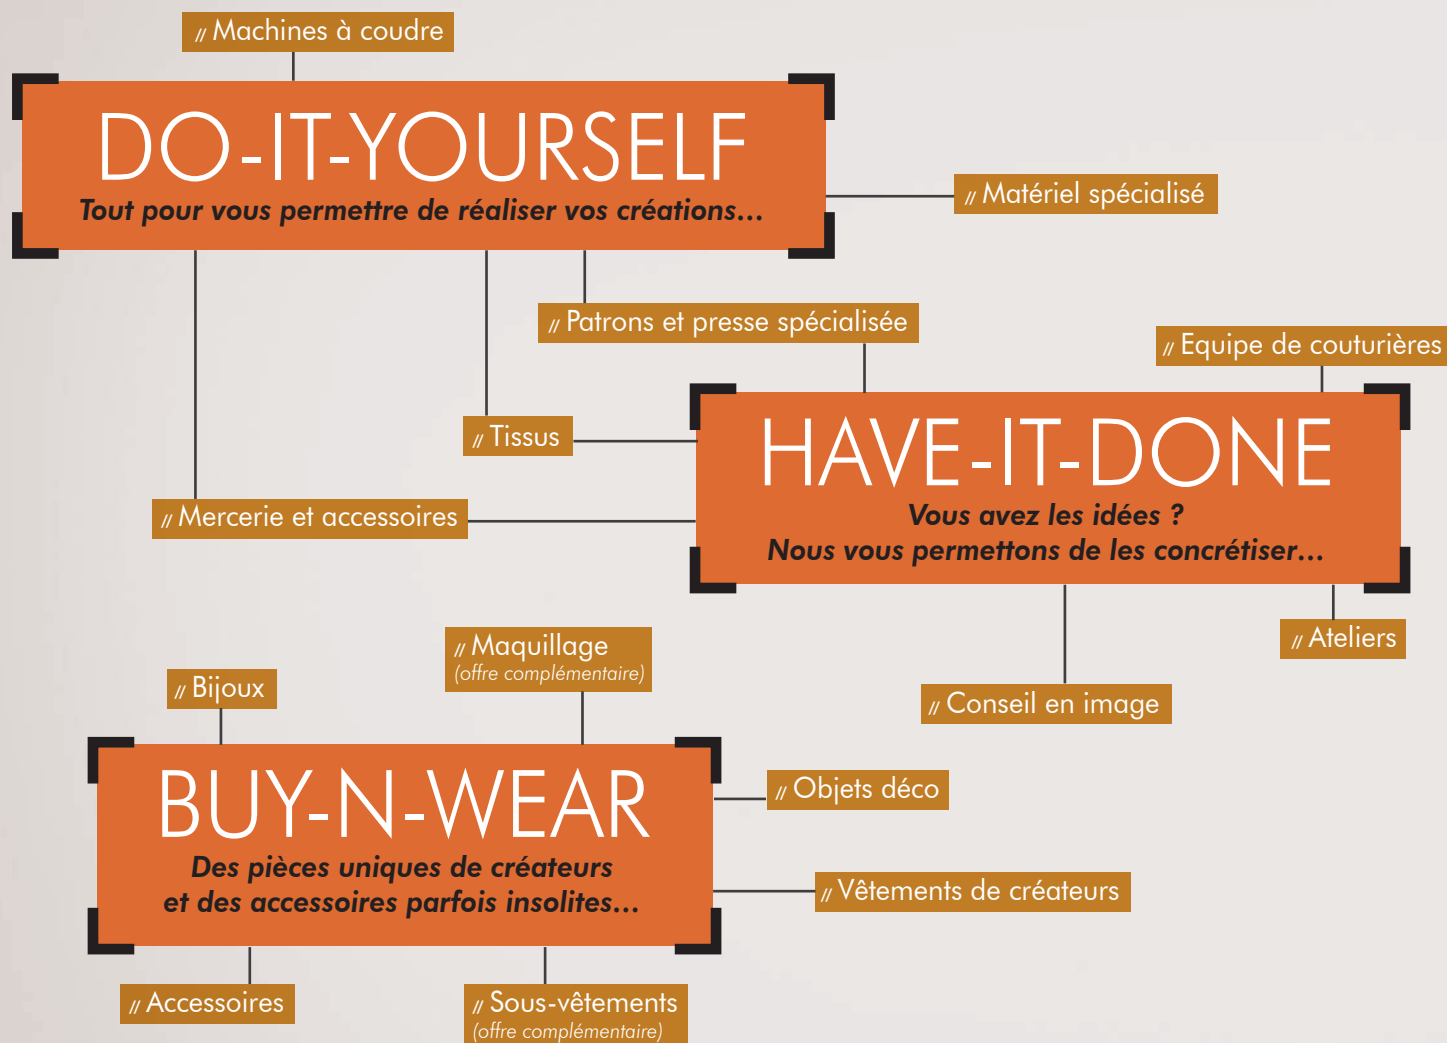 // Machines à coudre
DO-IT-YOURSELF
Tout pour vous permettre de réaliser vos créations...
// Matériel spécialisé
// Patrons et presse spécialisée
// Equipe de couturières
// Tissus
HAVE-IT-DONE
Vous avez les idées ?
Nous vous permettons de les concrétiser...
// Mercerie et accessoires
// Ateliers
// Conseil en image
// Maquillage
(offre complémentaire)
// Bijoux
BUY-N-WEAR
Des pièces uniques de créateurs
et des accessoires parfois insolites...
// Objets déco
// Vêtements de créateurs
// Accessoires
// Sous-vêtements
(offre complémentaire)